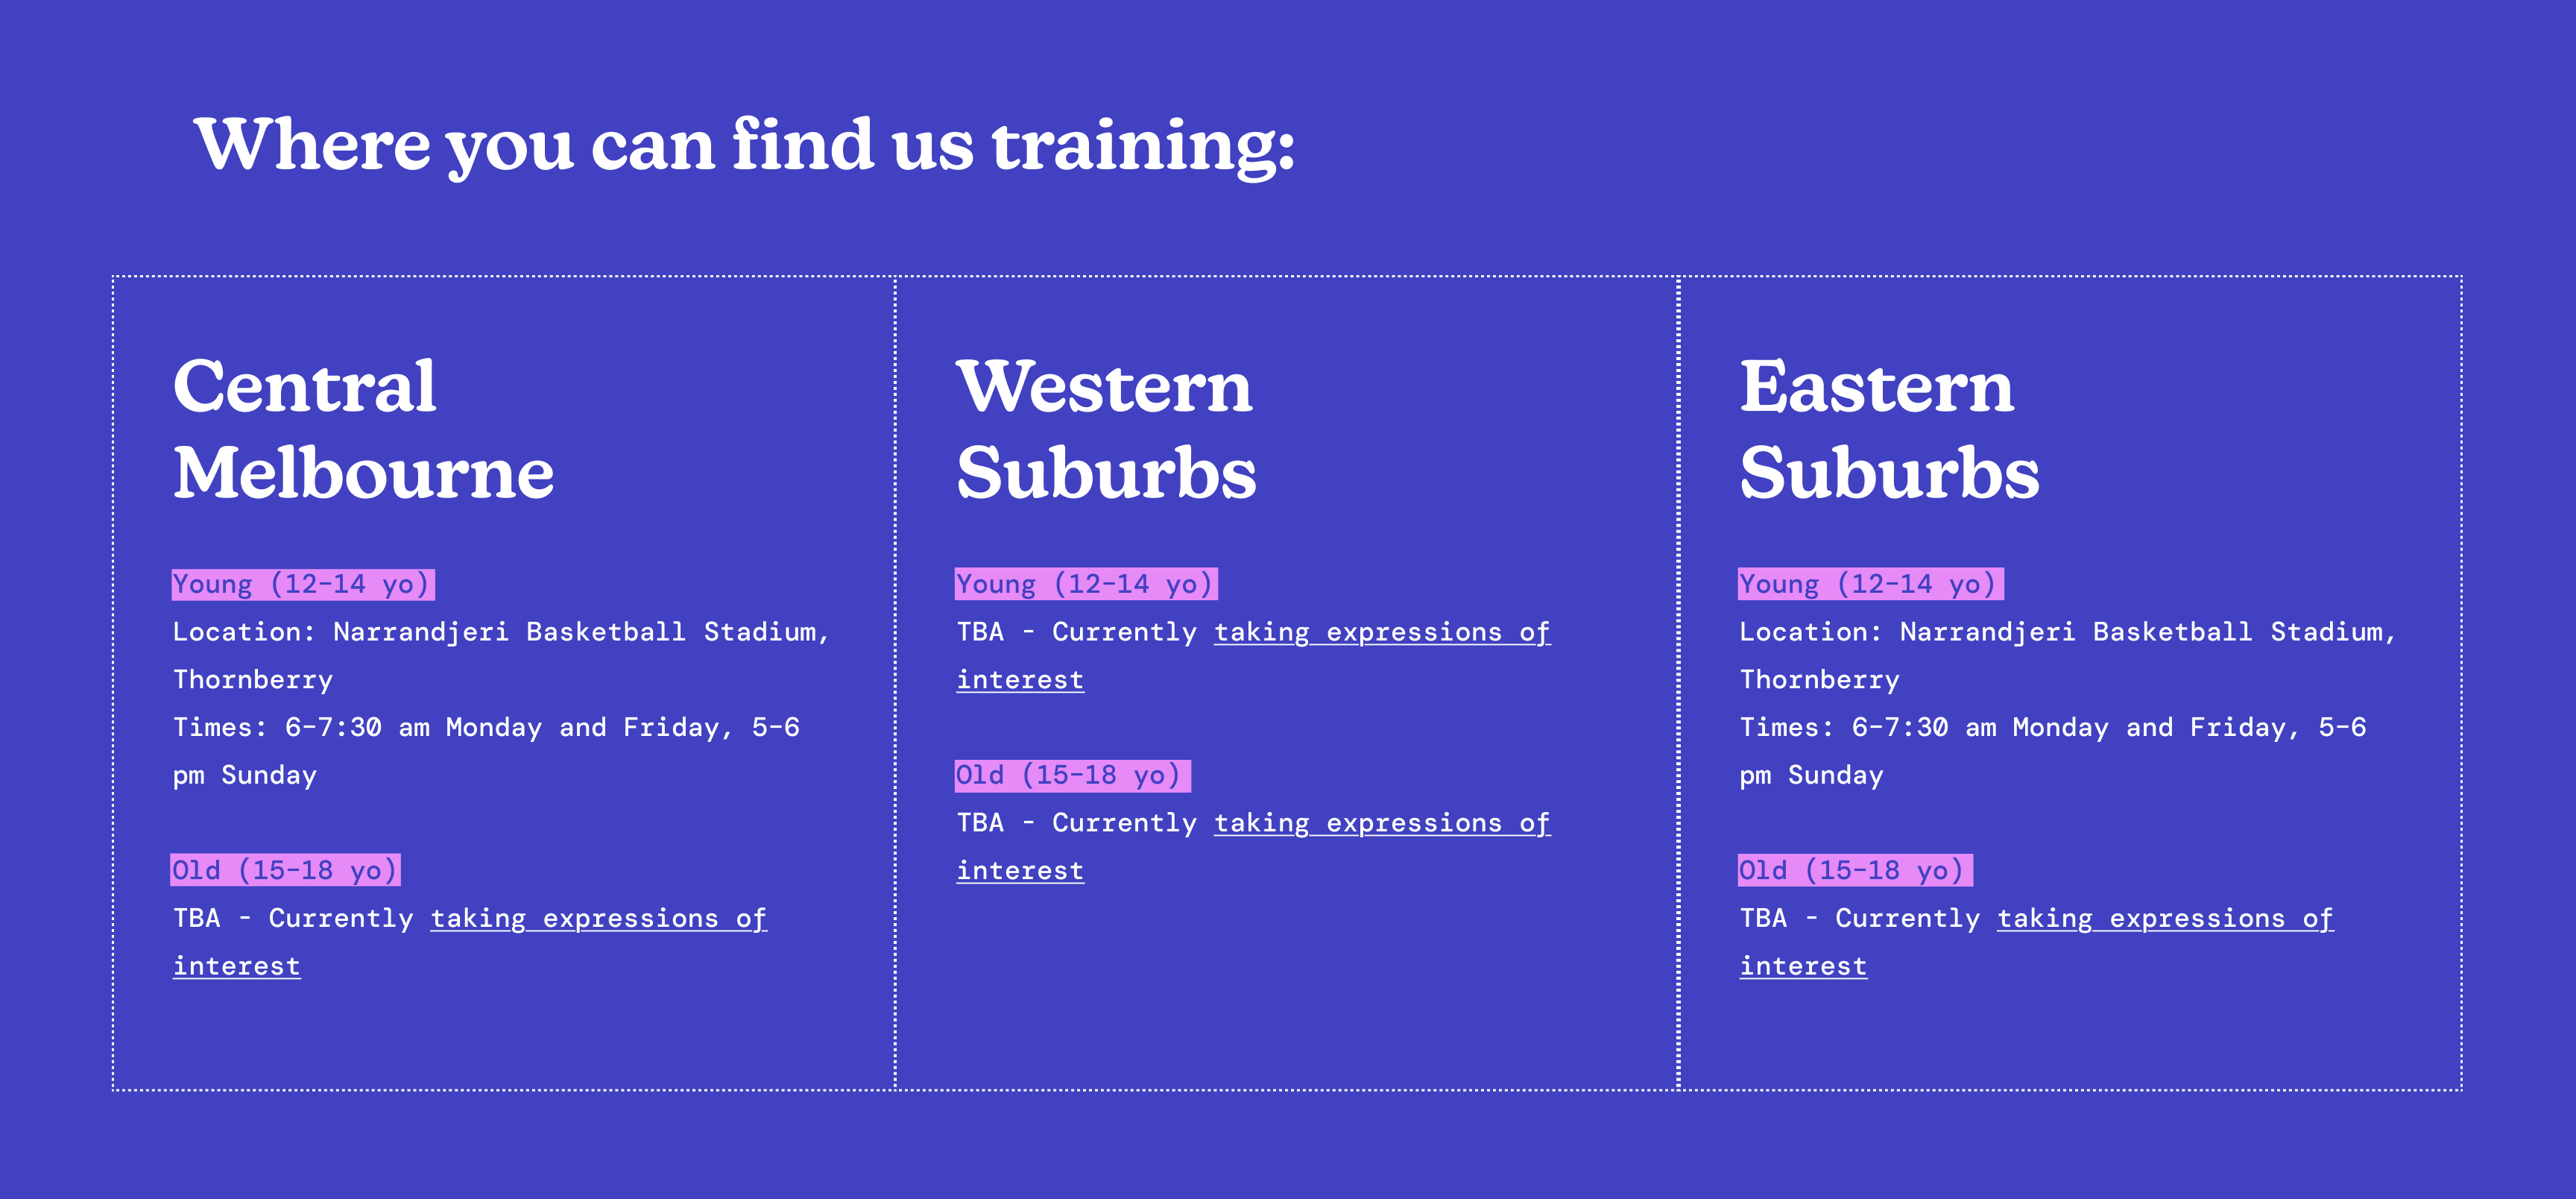 Where you can find us training:
Central
Melbourne
Young (12-14 yo)
Location: Narrandjeri Basketball Stadium,
Thornberry
Times: 6-7:30 am Monday and Friday, 5-6
pm Sunday
Old (15-18 yo)
TBA - Currently taking expressions of
interest
Western
Suburbs
Young (12-14 yo)
TBA - Currently taking expressions of
interest
Old (15-18 yo)
TBA - Currently taking expressions of
interest
Eastern
Suburbs
Young (12-14 yo)
Location: Narrandjeri Basketball Stadium,
Thornberry
Times: 6-7:30 am Monday and Friday, 5-6
pm Sunday
Old (15-18 yo)
TBA - Currently taking expressions of
interest